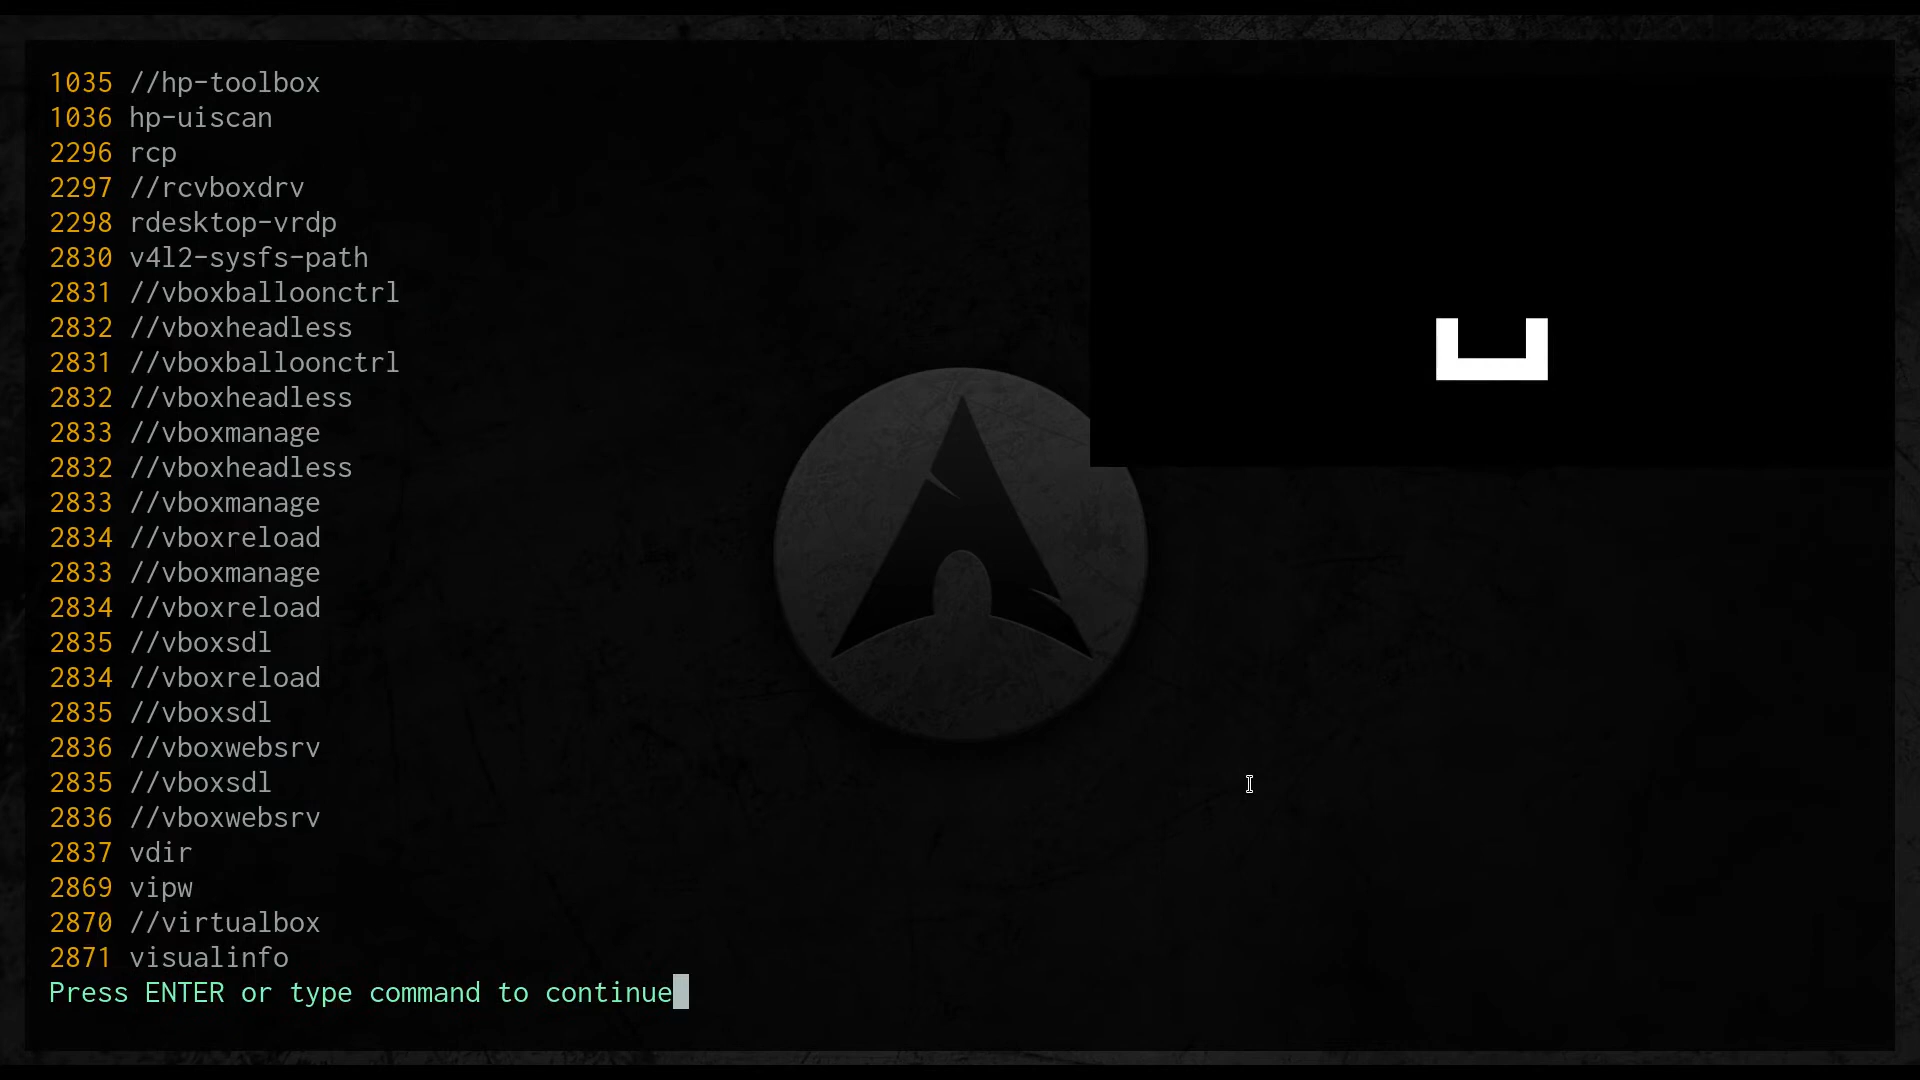 1035 //hp-toolbox
1036 hp-uiscan
2296 rcp
2297 //rcvboxdrv
2298 rdesktop-vrdp
2830 v4l2-sysfs-path
2831 //vboxballoonctrl
2832 //vboxheadless
2831 //vboxballoonctrl
2832 //vboxheadless
2833 //vboxmanage
2832 //vboxheadless
2833 //vboxmanage
2834 //vboxreload
2833 //vboxmanage
2834 //vboxreload
2835 //vboxsdl
2834 //vboxreload
2835 //vboxsdl
2836 //vboxwebsrv
2835 //vboxsdl
2836 //vboxwebsrv
2837 vdir
2869 vipw
2870 //virtualbox
2871 visualinfo
Press ENTER or type command to continue